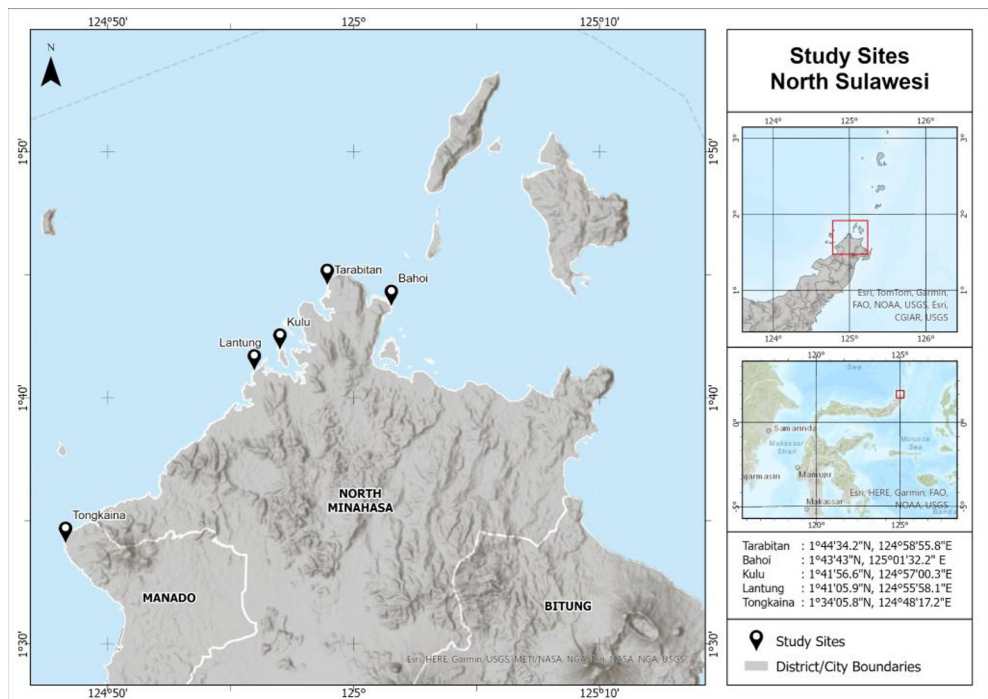 124°50'
125°
125°10'
N
1°50'
1°50'
Tarabitan
Bahoi
Kulu
Lantung
1°40'
1°40'
NORTH
MINAHASA
Tongkaina
MANADO
BITUNG
1°30'
1°30'
Esri, HERE, Garmin, USGS, METI/NASA, NGA, Esri, NASA, NGA, USGS
124°50'
125°
125°10'
Study Sites
North Sulawesi
124°
125°
126°
3°
3°
2°
2°
1°
1°
Esri, TomTom, Garmin,
FAO, NOAA, USGS, Esri,
CGIAR, USGS
124°
125°
126°
120°
125°
Sea
0°
0°
Samarinda
Makassar
Strait
Molucca
Sea
Mamuju
ojarmasin
Esri, HERE, Garmin, FAO,
NOAA, USGS
Makassar
-5°
-5°
Banda
120°
125°
Tarabitan : 1°44'34.2"N, 124°58'55.8"E
Bahoi : 1°43'43"N, 125°01'32.2" E
Kulu : 1°41'56.6"N, 124°57'00.3"E
Lantung : 1°41'05.9"N, 124°55'58.1"E
Tongkaina : 1°34'05.8"N, 124°48'17.2"E
Study Sites
District/City Boundaries